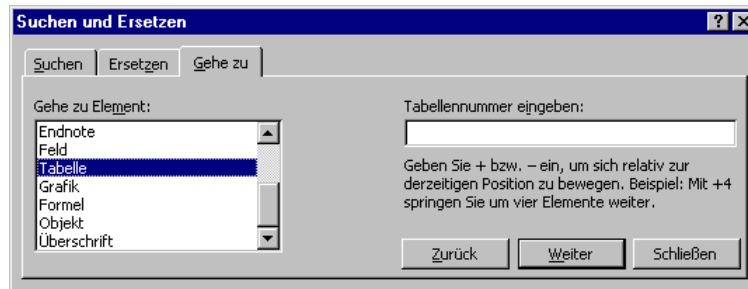 Suchen und Ersetzen
Suchen
Ersetzen
Gehe zu
Gehe zu Element:
Endnote
Feld
Tabelle
Grafik
Formel
Objekt
Überschrift
Tabellennummer eingeben:
Geben Sie + bzw. – ein, um sich relativ zur
derzeitigen Position zu bewegen. Beispiel: Mit +4
springen Sie um vier Elemente weiter.
Zurück
Weiter
Schließen